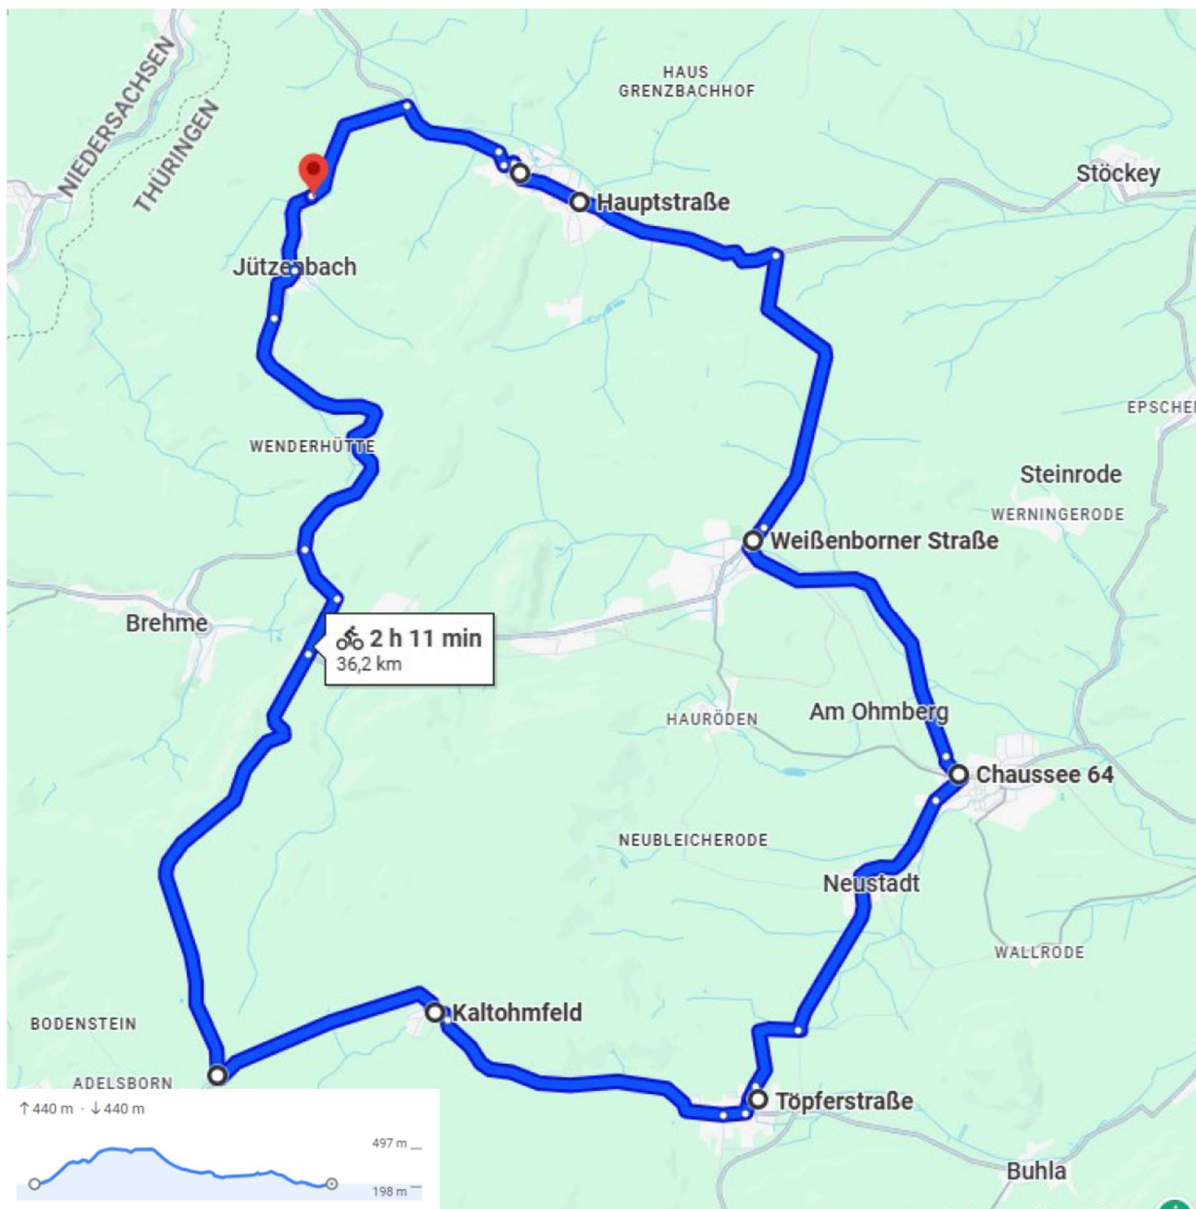 NIEDERSACHSEN
THÜRINGEN
HAUS
GRENZBACHHOF
Stöckey
Hauptstraße
Jützenbach
EPSCHE
WENDERHÜTTE
Steinrode
WERNINGERODE
Weißenborner Straße
Brehme
2 h 11 min
36,2 km
HAURÖDEN
Am Ohmberg
Chaussee 64
NEUBLEICHERODE
Neustadt
WALLRODE
Kaltohmfeld
BODENSTEIN
ADELSBORN
Töpferstraße
↑ 440 m · ↓ 440 m
497 m
198 m
Buhla